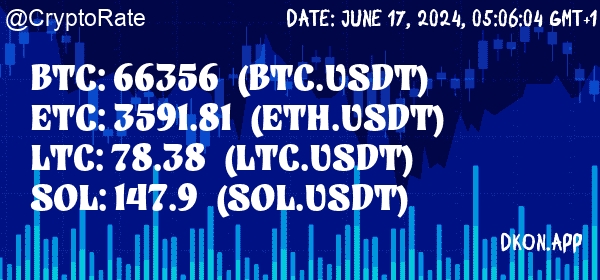 @CryptoRate
DATE: JUNE 17, 2024, 05:06:04 GMT+1
BTC: 66356 (BTC.USDT)
ETC: 3591.81 (ETH.USDT)
LTC: 78.38 (LTC.USDT)
SOL: 147.9 (SOL.USDT)
DKON.APP